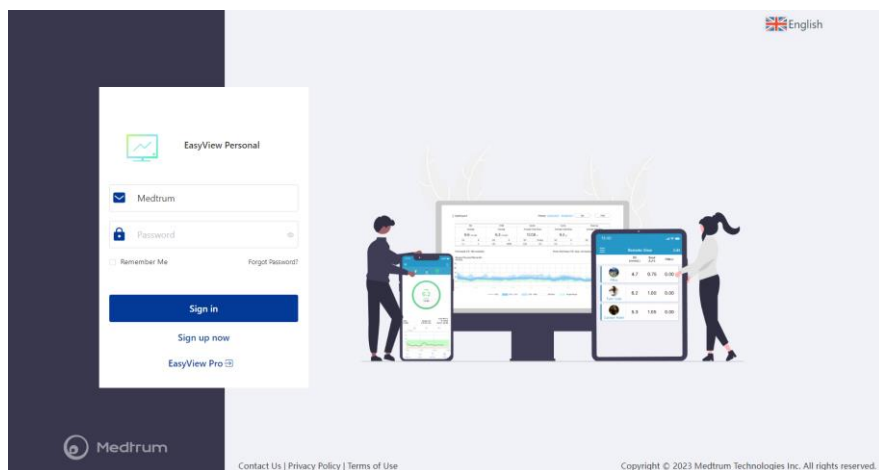 English
EasyView Personal
Medtrum
Password
Remember Me Forgot Password?
Sign in
Sign up now
EasyView Pro
Medtrum
Contact Us | Privacy Policy | Terms of Use
Copyright © 2023 Medtrum Technologies Inc. All rights reserved.